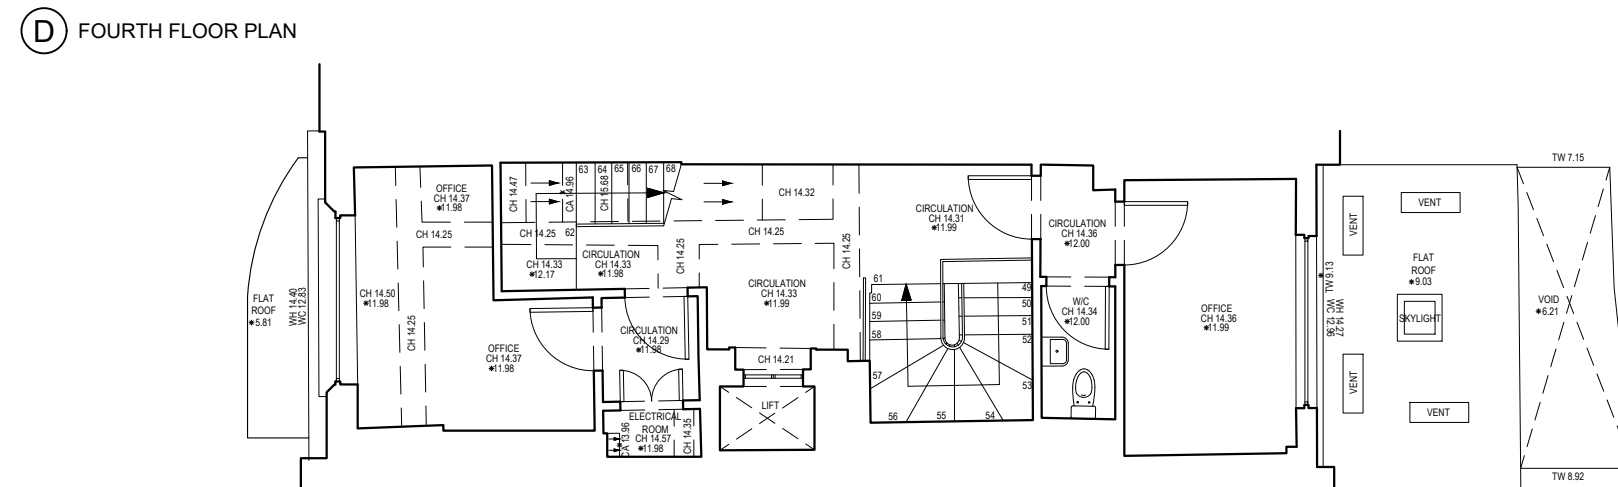 D FOURTH FLOOR PLAN
FLAT
ROOF
*5.81
WH 14.40
WC 12.83
CH 14.50
*11.98
CH 14.25
OFFICE
CH 14.37
*11.98
CH 14.25
OFFICE
CH 14.37
*11.98
CH 14.47
CA 14.96
63
64
65
66
67
68
CH 15.68
CH 14.25
62
CH 14.33
*12.17
CIRCULATION
CH 14.33
*11.98
CH 14.25
CIRCULATION
CH 14.29
*11.98
ELECTRICAL
ROOM
CH 14.57
*11.98
CA 13.96
CH 14.35
CH 14.32
CH 14.25
CH 14.25
CIRCULATION
CH 14.33
*11.99
CH 14.21
LIFT
CIRCULATION
CH 14.31
*11.99
61
60
59
58
57
56
55
54
53
52
51
50
49
CIRCULATION
CH 14.36
*12.00
W/C
CH 14.34
*12.00
OFFICE
CH 14.36
*11.99
*TWL 9.13
WH 14.27
WC 12.96
VENT
VENT
FLAT
ROOF
*9.03
SKYLIGHT
VENT
VENT
TW 7.15
VOID
*6.21
TW 8.92